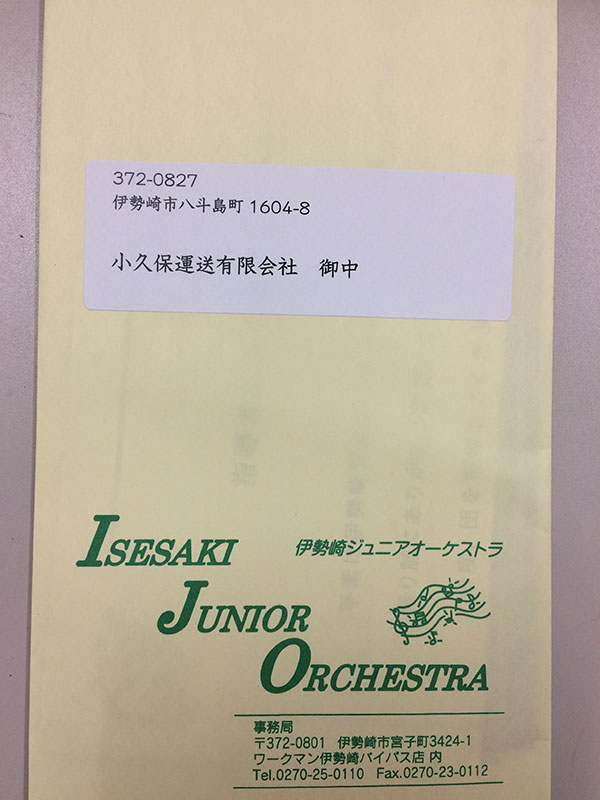 372-0827
伊勢崎市八斗島町 1604-8
小久保運送有限会社 御中
ISESAKI
伊勢崎ジュニアオーケストラ
JUNIOR
ORCHESTRA
事務局
〒372-0801 伊勢崎市宮子町3424-1
ワークマン伊勢崎バイパス店 内
Tel.0270-25-0110 Fax.0270-23-0112